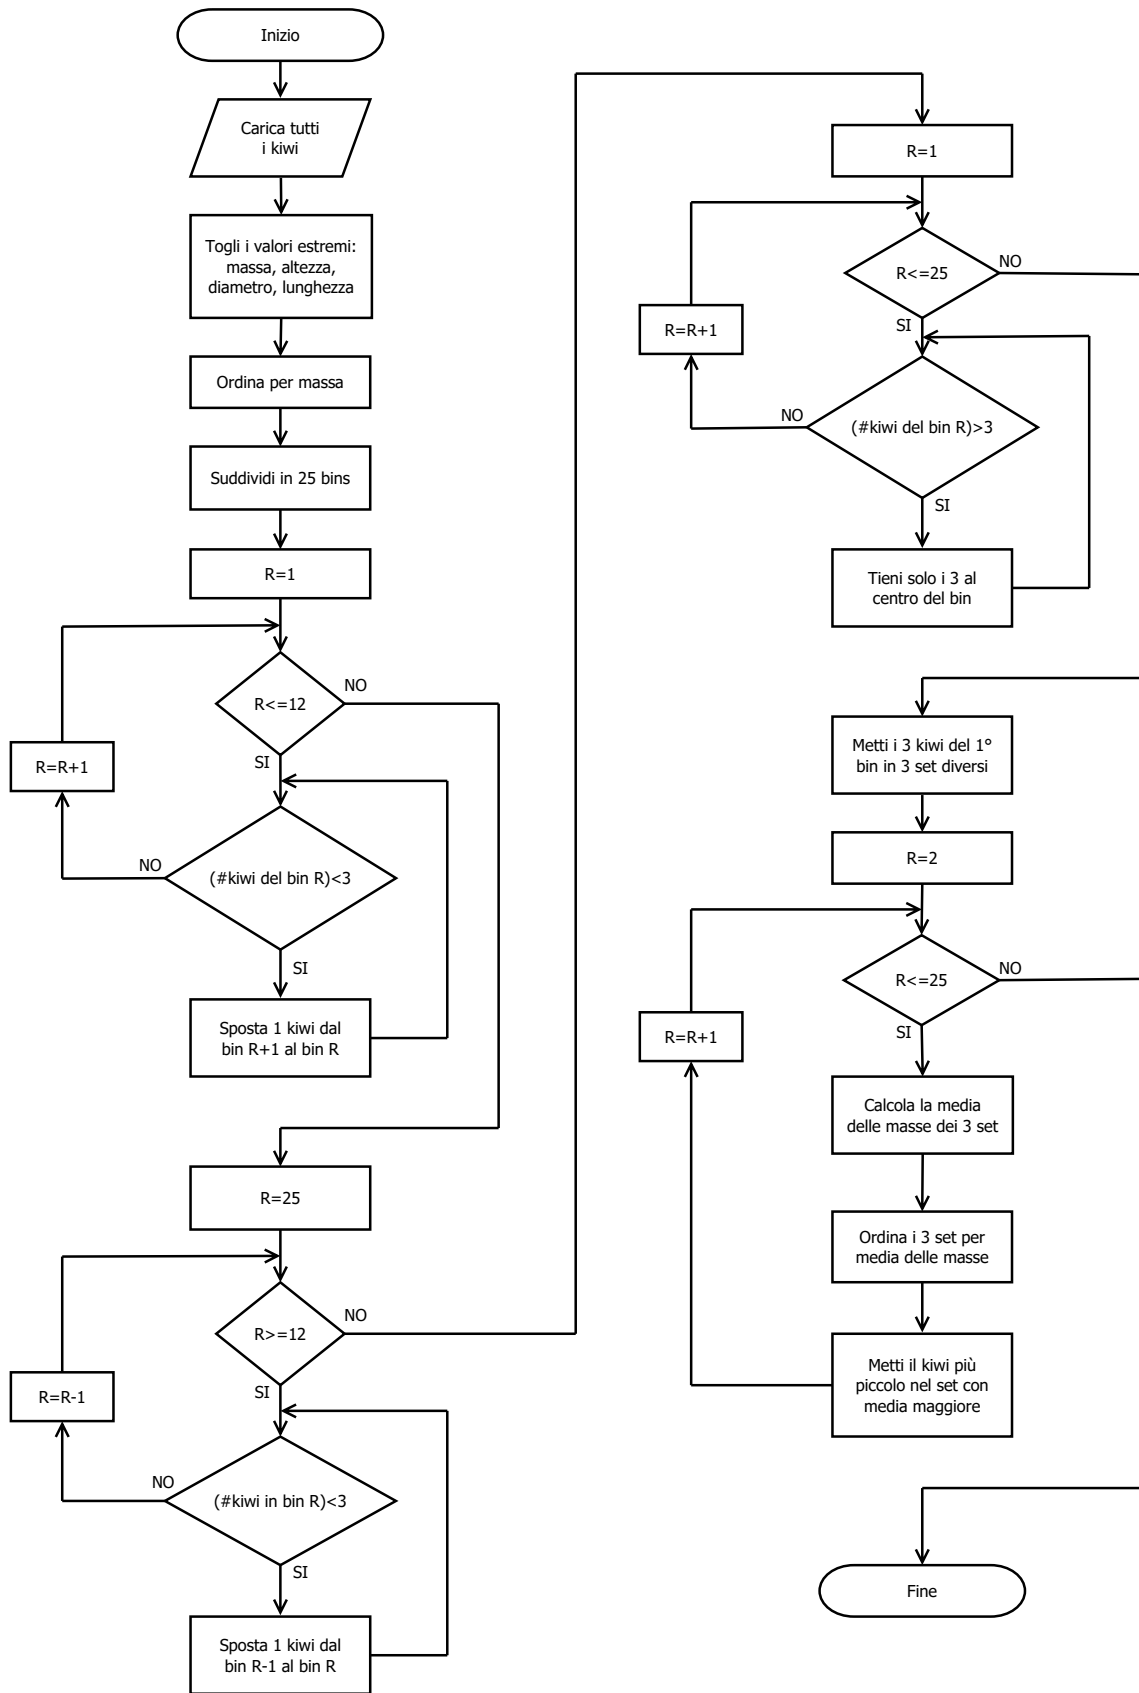 Inizio
Carica tutti
i kiwi
Togli i valori estremi:
massa, altezza,
diametro, lunghezza
Ordina per massa
Suddividi in 25 bins
R=1
R<=12
NO
SI
R=R+1
(#kiwi del bin R)<3
NO
SI
Sposta 1 kiwi dal
bin R+1 al bin R
R=25
R>=12
NO
SI
R=R-1
(#kiwi in bin R)<3
NO
SI
Sposta 1 kiwi dal
bin R-1 al bin R
R=1
R<=25
NO
SI
R=R+1
(#kiwi del bin R)>3
NO
SI
Tieni solo i 3 al
centro del bin
Metti i 3 kiwi del 1°
bin in 3 set diversi
R=2
R<=25
NO
SI
R=R+1
Calcola la media
delle masse dei 3 set
Ordina i 3 set per
media delle masse
Metti il kiwi più
piccolo nel set con
media maggiore
Fine